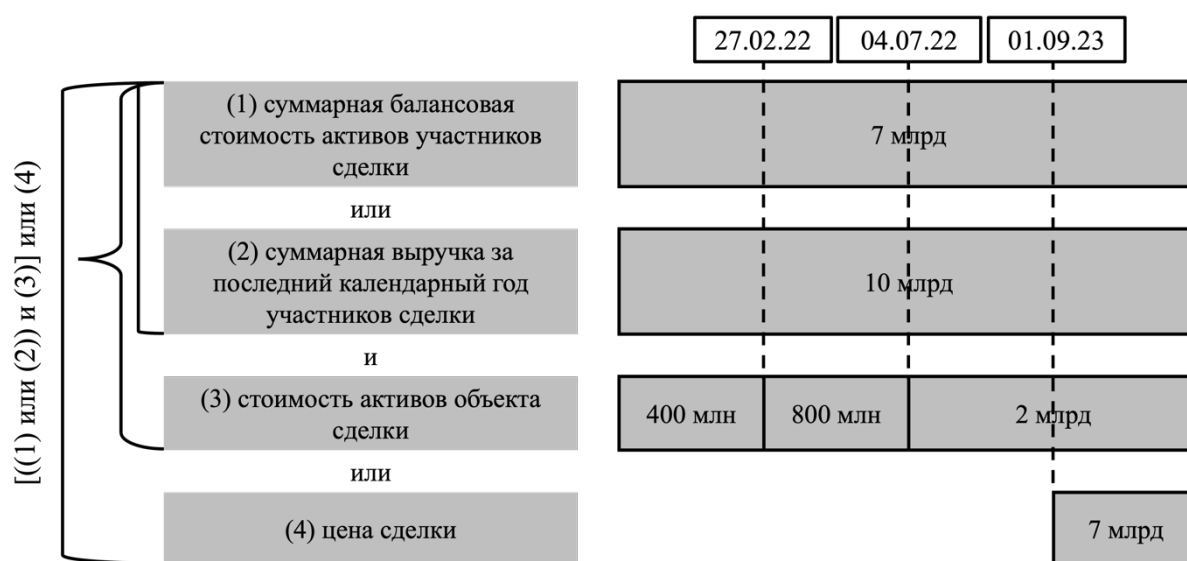 27.02.22 04.07.22 01.09.23
[((1) или (2)) и (3)] или (4)
(1) суммарная балансовая
стоимость активов участников
сделки
7 млрд
или
(2) суммарная выручка за
последний календарный год
участников сделки
10 млрд
и
(3) стоимость активов объекта
сделки
400 млн 800 млн 2 млрд
или
(4) цена сделки
7 млрд